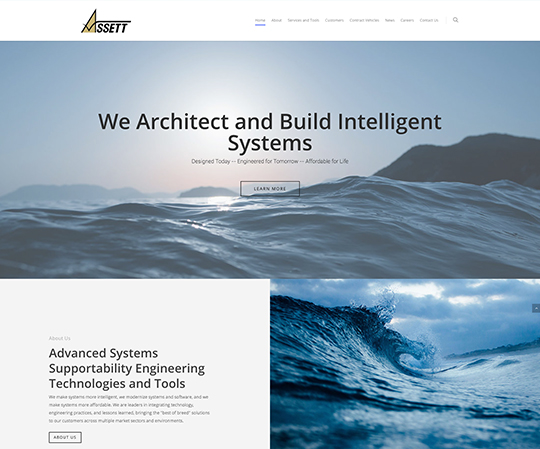 ASSETT
Home About Services and Tools Customers Contract Vehicles News Careers Contact Us
We Architect and Build Intelligent
Systems
Designed Today -- Engineered for Tomorrow -- Affordable for Life
LEARN MORE
About Us
Advanced Systems
Supportability Engineering
Technologies and Tools
We make systems more intelligent, we modernize systems and software, and we
make systems more affordable. We are leaders in integrating technology,
engineering practices, and lessons learned, bringing the "best of breed" solutions
to our customers across multiple market sectors and environments.
ABOUT US